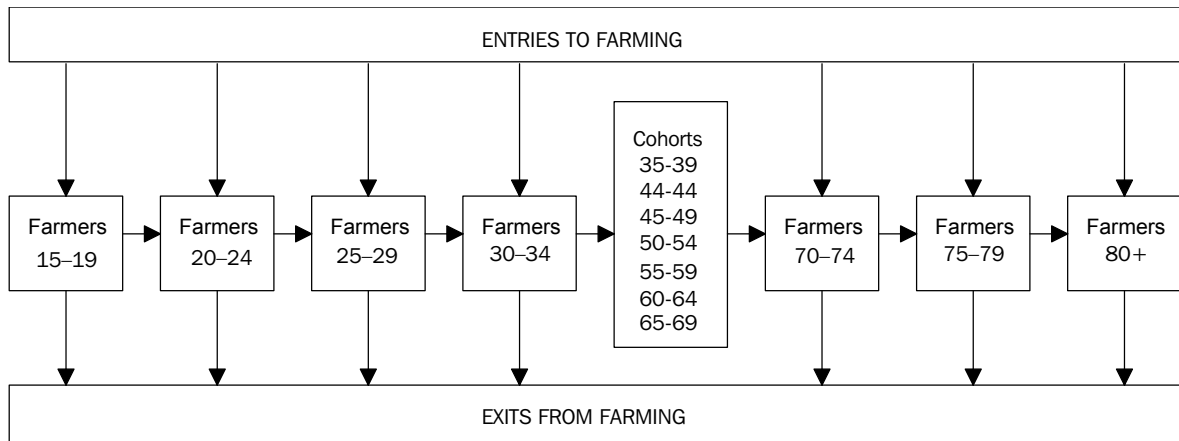 ENTRIES TO FARMING
Farmers
15–19
Farmers
20–24
Farmers
25–29
Farmers
30–34
Cohorts
35-39
44-44
45-49
50-54
55-59
60-64
65-69
Farmers
70–74
Farmers
75–79
Farmers
80+
EXITS FROM FARMING